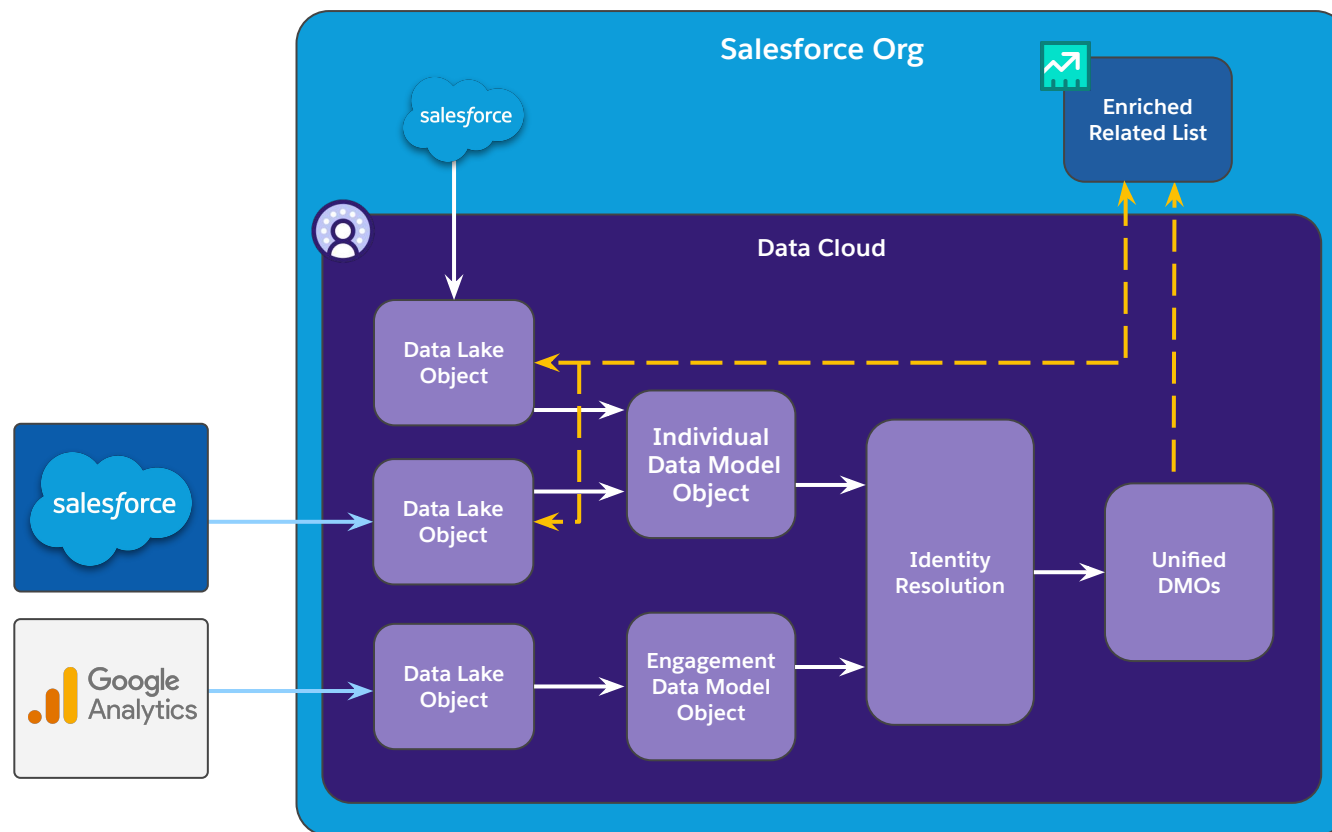 Salesforce Org
salesforce
Enriched
Related List
Data Cloud
Data Lake
Object
Individual
Data Model
Object
salesforce
Data Lake
Object
Identity
Resolution
Unified
DMOs
Google
Analytics
Data Lake
Object
Engagement
Data Model
Object